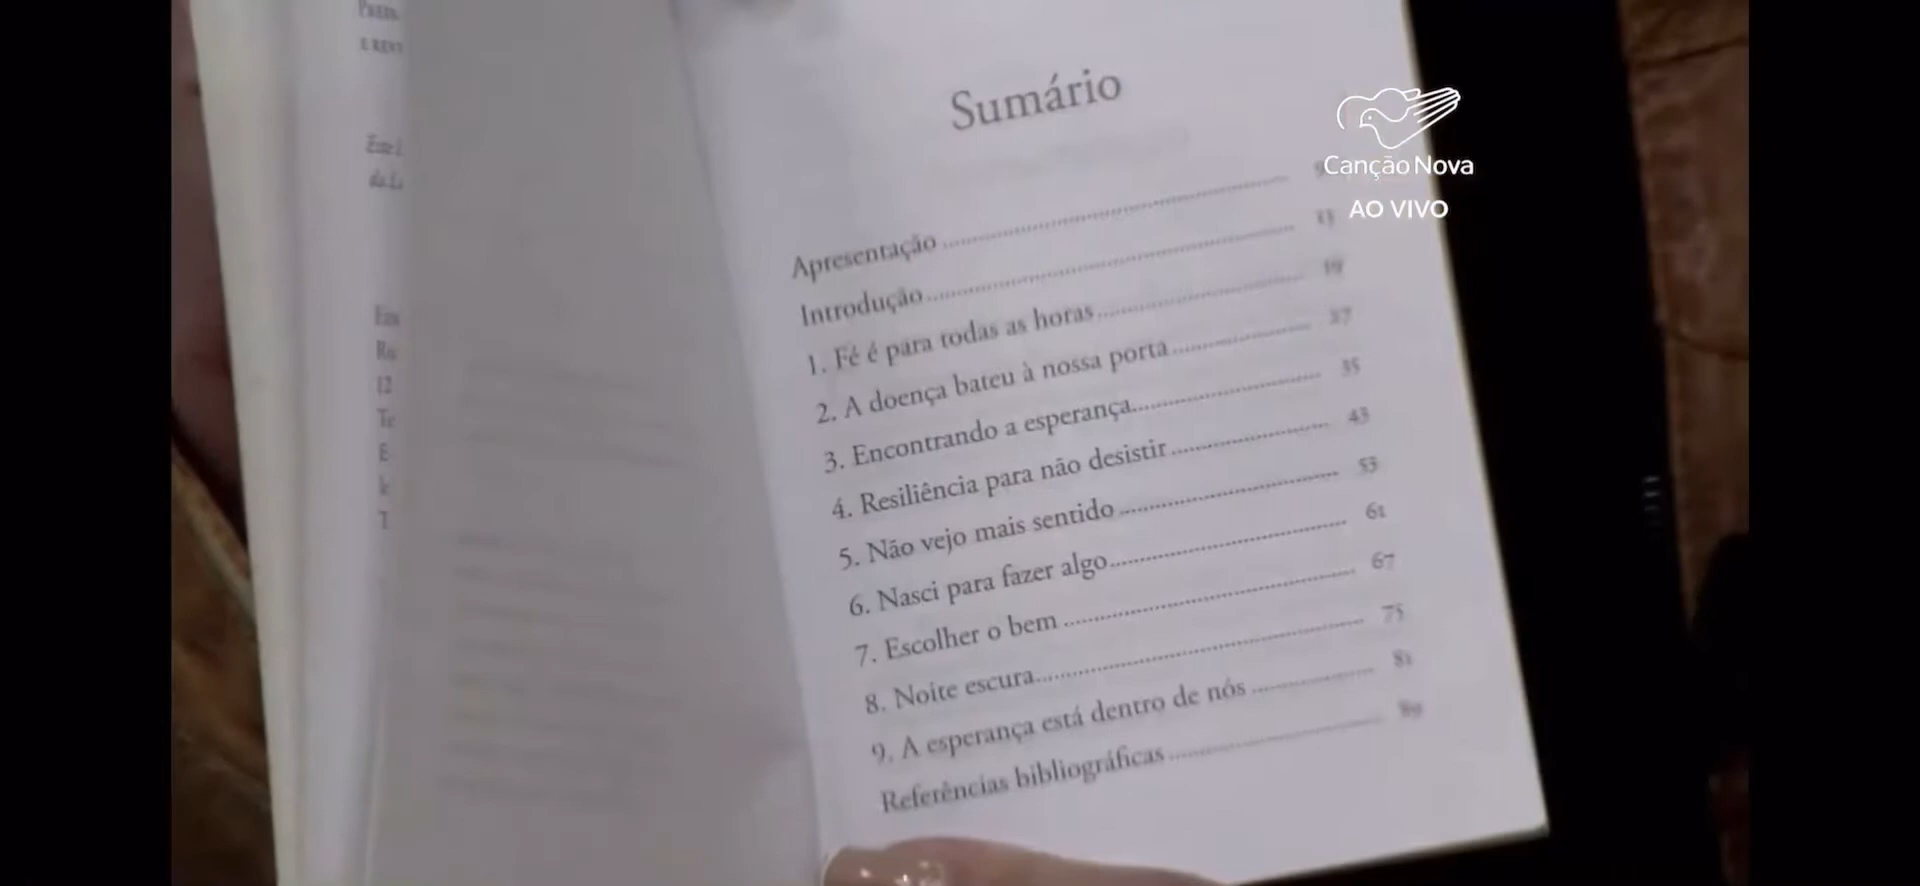 Sumário
Apresentação
Introdução 13
1. Fé é para todas as horas 19
2. A doença bateu à nossa porta 27
3. Encontrando a esperança 35
4. Resiliência para não desistir 43
5. Não vejo mais sentido 53
6. Nasci para fazer algo 61
7. Escolher o bem 67
8. Noite escura 75
9. A esperança está dentro de nós 81
Referências bibliográficas 89
Canção Nova
AO VIVO